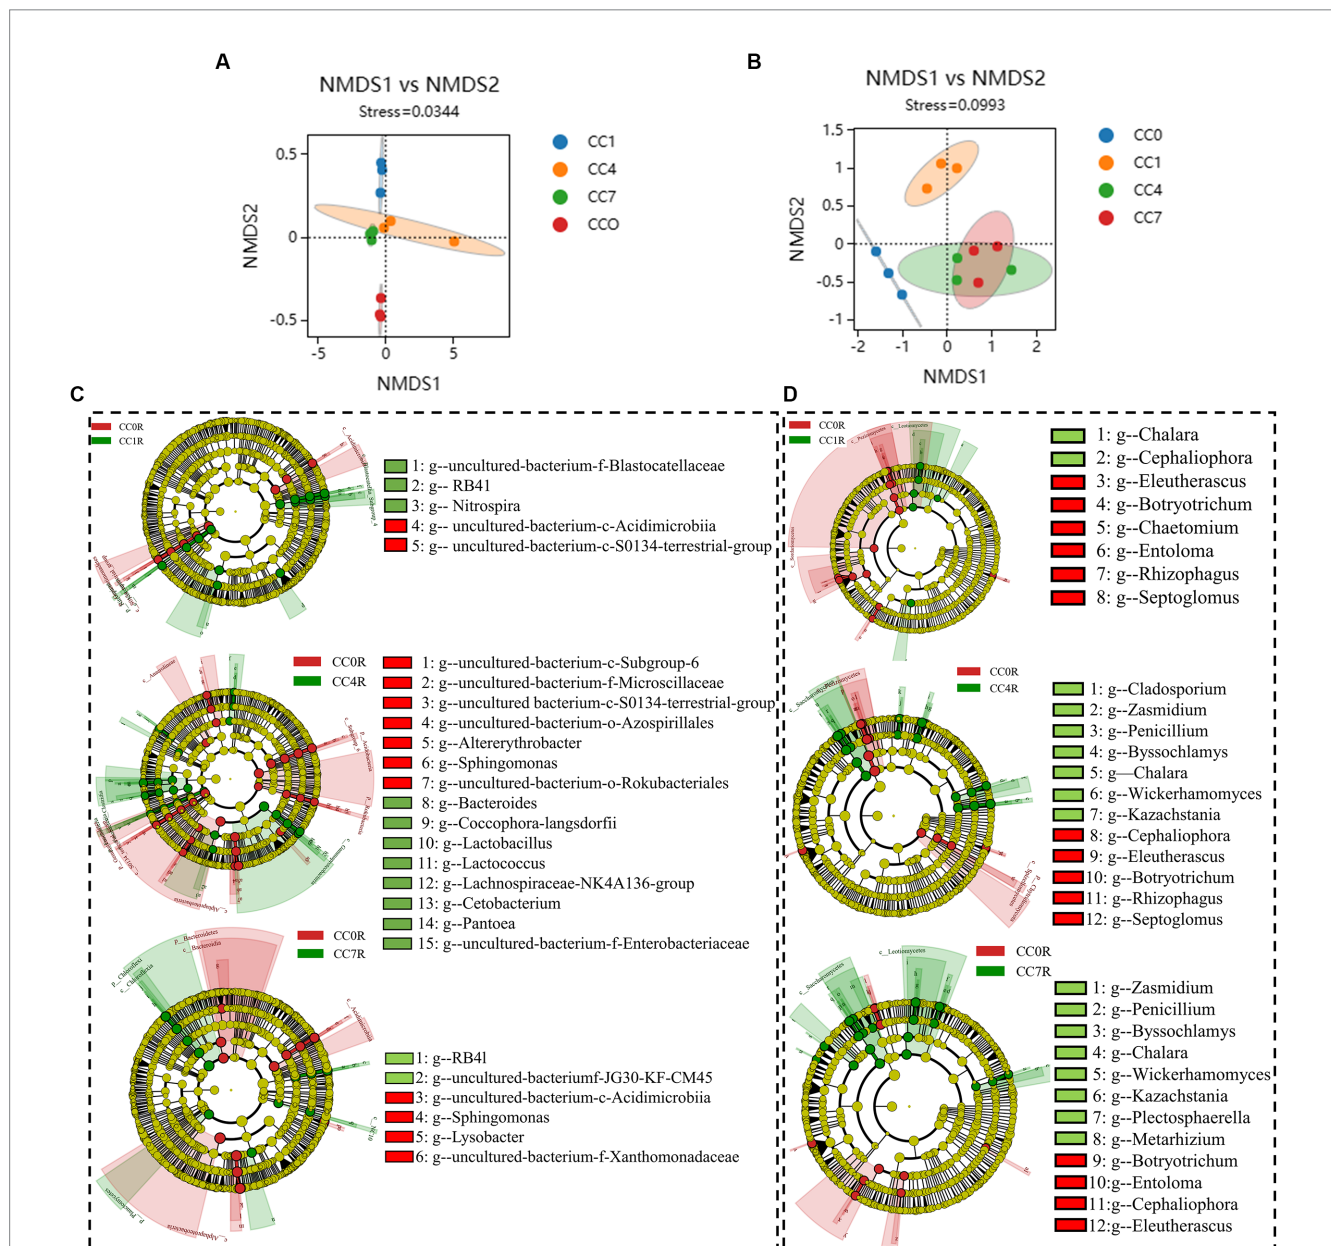 A
NMDS1 vs NMDS2
Stress=0.0344
0.5
0
-0.5
-5
0
5
NMDS2
NMDS1
CC1
CC4
CC7
CCO
B
NMDS1 vs NMDS2
Stress=0.0993
1.5
1
0.5
0
-0.5
-1
-2
-1
0
1
2
NMDS2
NMDS1
CC0
CC1
CC4
CC7
C
CC0R
CC1R
1: g--uncultured-bacterium-f-Blastocatellaceae
2: g-- RB41
3: g-- Nitrospira
4: g-- uncultured-bacterium-c-Acidimicrobiia
5: g-- uncultured-bacterium-c-S0134-terrestrial-group
CC0R
CC4R
1: g--uncultured-bacterium-c-Subgroup-6
2: g--uncultured-bacterium-f-Microscillaceae
3: g--uncultured bacterium-c-S0134-terrestrial-group
4: g--uncultured-bacterium-o-Azospirillales
5: g--Altererythrobacter
6: g--Sphingomonas
7: g--uncultured-bacterium-o-Rokubacteriales
8: g--Bacteroides
9: g--Coccophora-langsdorfii
10: g--Lactobacillus
11: g--Lactococcus
12: g--Lachnospiraceae-NK4A136-group
13: g--Cetobacterium
14: g--Pantoea
15: g--uncultured-bacterium-f-Enterobacteriaceae
CC0R
CC7R
p__Bacteroidetes
c__Bacteroidia
p__Chloroflexi
c__Chloroflexia
1: g--RB4l
2: g--uncultured-bacteriumf-JG30-KF-CM45
3: g--uncultured-bacterium-c-Acidimicrobiia
4: g--Sphingomonas
5: g--Lysobacter
6: g--uncultured-bacterium-f-Xanthomonadaceae
D
CC0R
CC1R
c__Leotiomycetes
1: g--Chalara
2: g--Cephaliophora
3: g--Eleutherascus
4: g--Botryotrichum
5: g--Chaetomium
6: g--Entoloma
7: g--Rhizophagus
8: g--Septoglomus
CC0R
CC4R
1: g--Cladosporium
2: g--Zasmidium
3: g--Penicillium
4: g--Byssochlamys
5: g—Chalara
6: g--Wickerhamomyces
7: g--Kazachstania
8: g--Cephaliophora
9: g--Eleutherascus
10: g--Botryotrichum
11: g--Rhizophagus
12: g--Septoglomus
CC0R
CC7R
c__Leotiomycetes
c__Saccharomycetes
1: g--Zasmidium
2: g--Penicillium
3: g--Byssochlamys
4: g--Chalara
5: g--Wickerhamomyces
6: g--Kazachstania
7: g--Plectosphaerella
8: g--Metarhizium
9: g--Botryotrichum
10: g--Entoloma
11:g--Cephaliophora
12:g--Eleutherascus